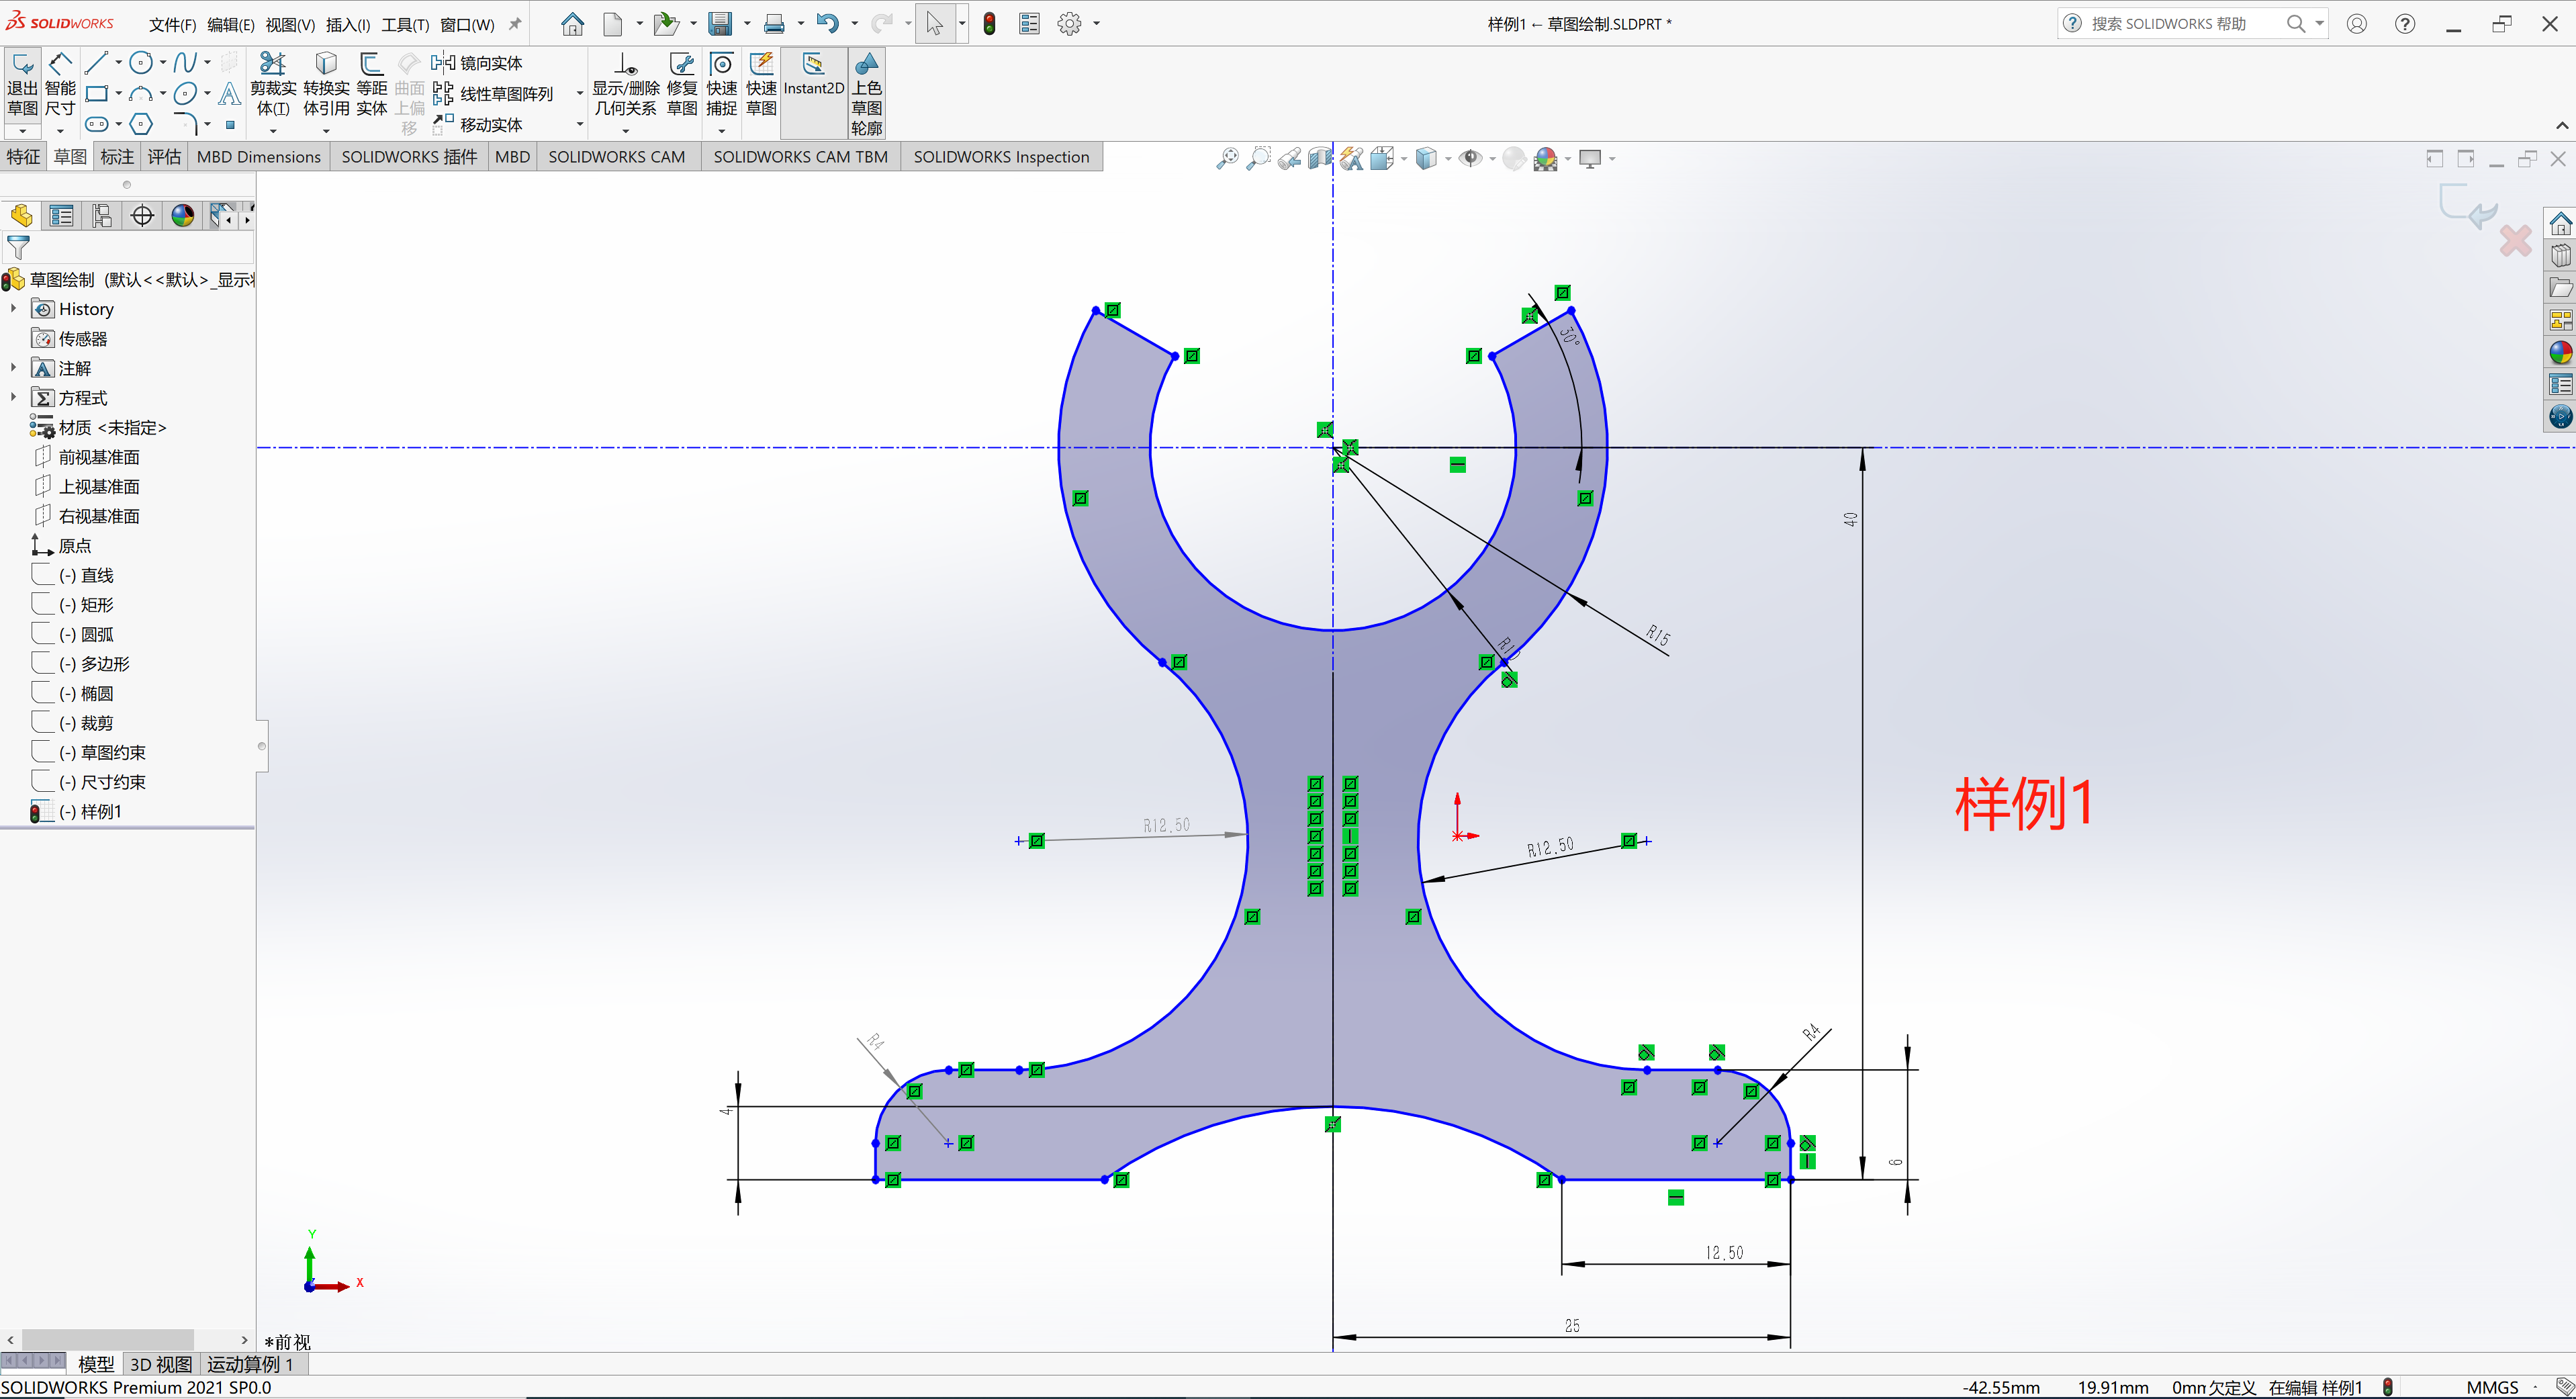 SOLIDWORKS 文件(F) 编辑(E) 视图(V) 插入(I) 工具(T) 窗口(W) 样例1 ← 草图绘制.SLDPRT * 搜索 SOLIDWORKS 帮助
退出草图
智能尺寸
剪裁实体(T)
转换实体引用
等距实体
曲面上偏移
镜向实体
线性草图阵列
移动实体
显示/删除几何关系
修复草图
快速捕捉
快速草图
Instant2D
上色草图轮廓
特征 草图 标注 评估 MBD Dimensions SOLIDWORKS 插件 MBD SOLIDWORKS CAM SOLIDWORKS CAM TBM SOLIDWORKS Inspection
草图绘制 (默认<<默认>_显示
History
传感器
注解
方程式
材质 <未指定>
前视基准面
上视基准面
右视基准面
原点
(-) 直线
(-) 矩形
(-) 圆弧
(-) 多边形
(-) 椭圆
(-) 裁剪
(-) 草图约束
(-) 尺寸约束
(-) 样例1
30°
40
R15
R12.50
R12.50
样例1
R4
R4
4
6
12.50
25
Y
X
*前视
模型 3D 视图 运动算例 1
SOLIDWORKS Premium 2021 SP0.0 -42.55mm 19.91mm 0mm 欠定义 在编辑 样例1 MMGS